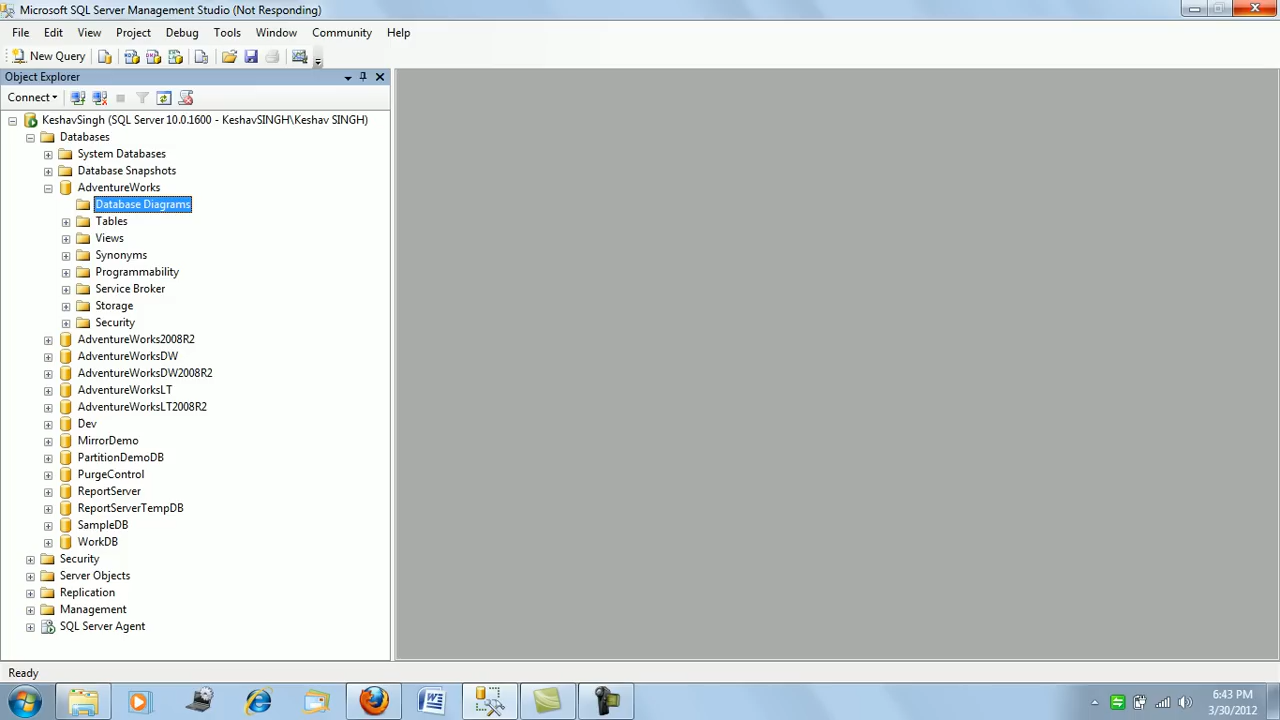 Microsoft SQL Server Management Studio (Not Responding)
File Edit View Project Debug Tools Window Community Help
New Query
Object Explorer
Connect
KeshavSingh (SQL Server 10.0.1600 - KeshavSINGH\Keshav SINGH)
Databases
System Databases
Database Snapshots
AdventureWorks
Database Diagrams
Tables
Views
Synonyms
Programmability
Service Broker
Storage
Security
AdventureWorks2008R2
AdventureWorksDW
AdventureWorksDW2008R2
AdventureWorksLT
AdventureWorksLT2008R2
Dev
MirrorDemo
PartitionDemoDB
PurgeControl
ReportServer
ReportServerTempDB
SampleDB
WorkDB
Security
Server Objects
Replication
Management
SQL Server Agent
Ready
6:43 PM
3/30/2012